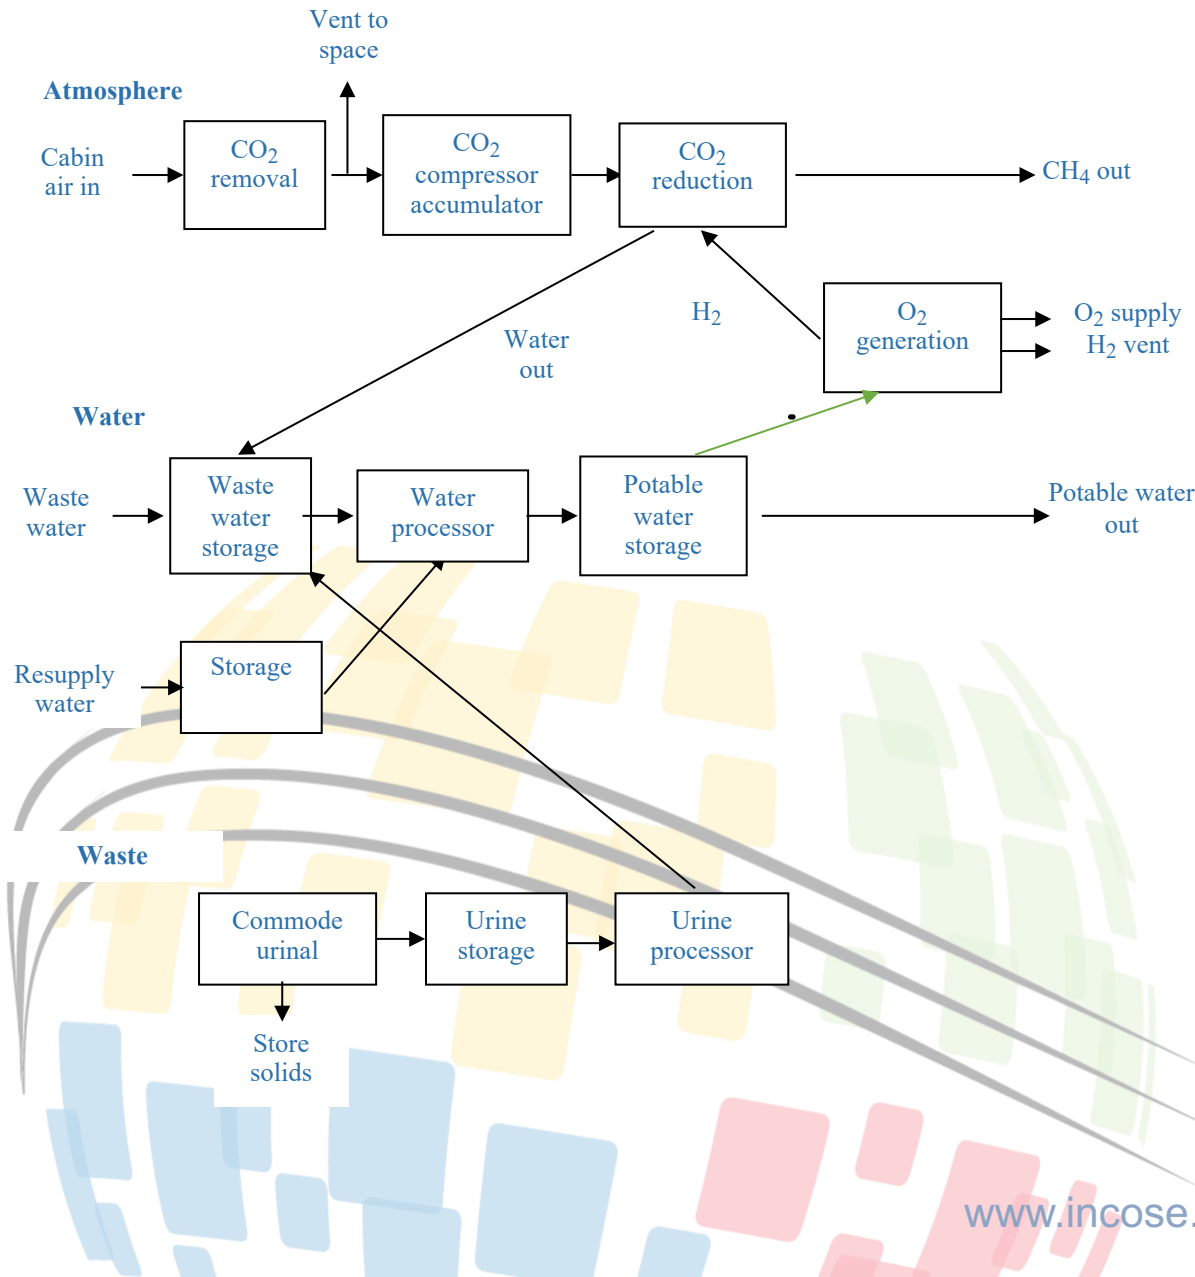 Vent to
space
Atmosphere
Cabin
air in
CO₂
removal
CO₂
compressor
accumulator
CO₂
reduction
CH₄ out
H₂
O₂
generation
O₂ supply
H₂ vent
Water
out
Water
Waste
water
Waste
water
storage
Water
processor
Potable
water
storage
Potable water
out
Resupply
water
Storage
Waste
Commode
urinal
Urine
storage
Urine
processor
Store
solids
www.incose.